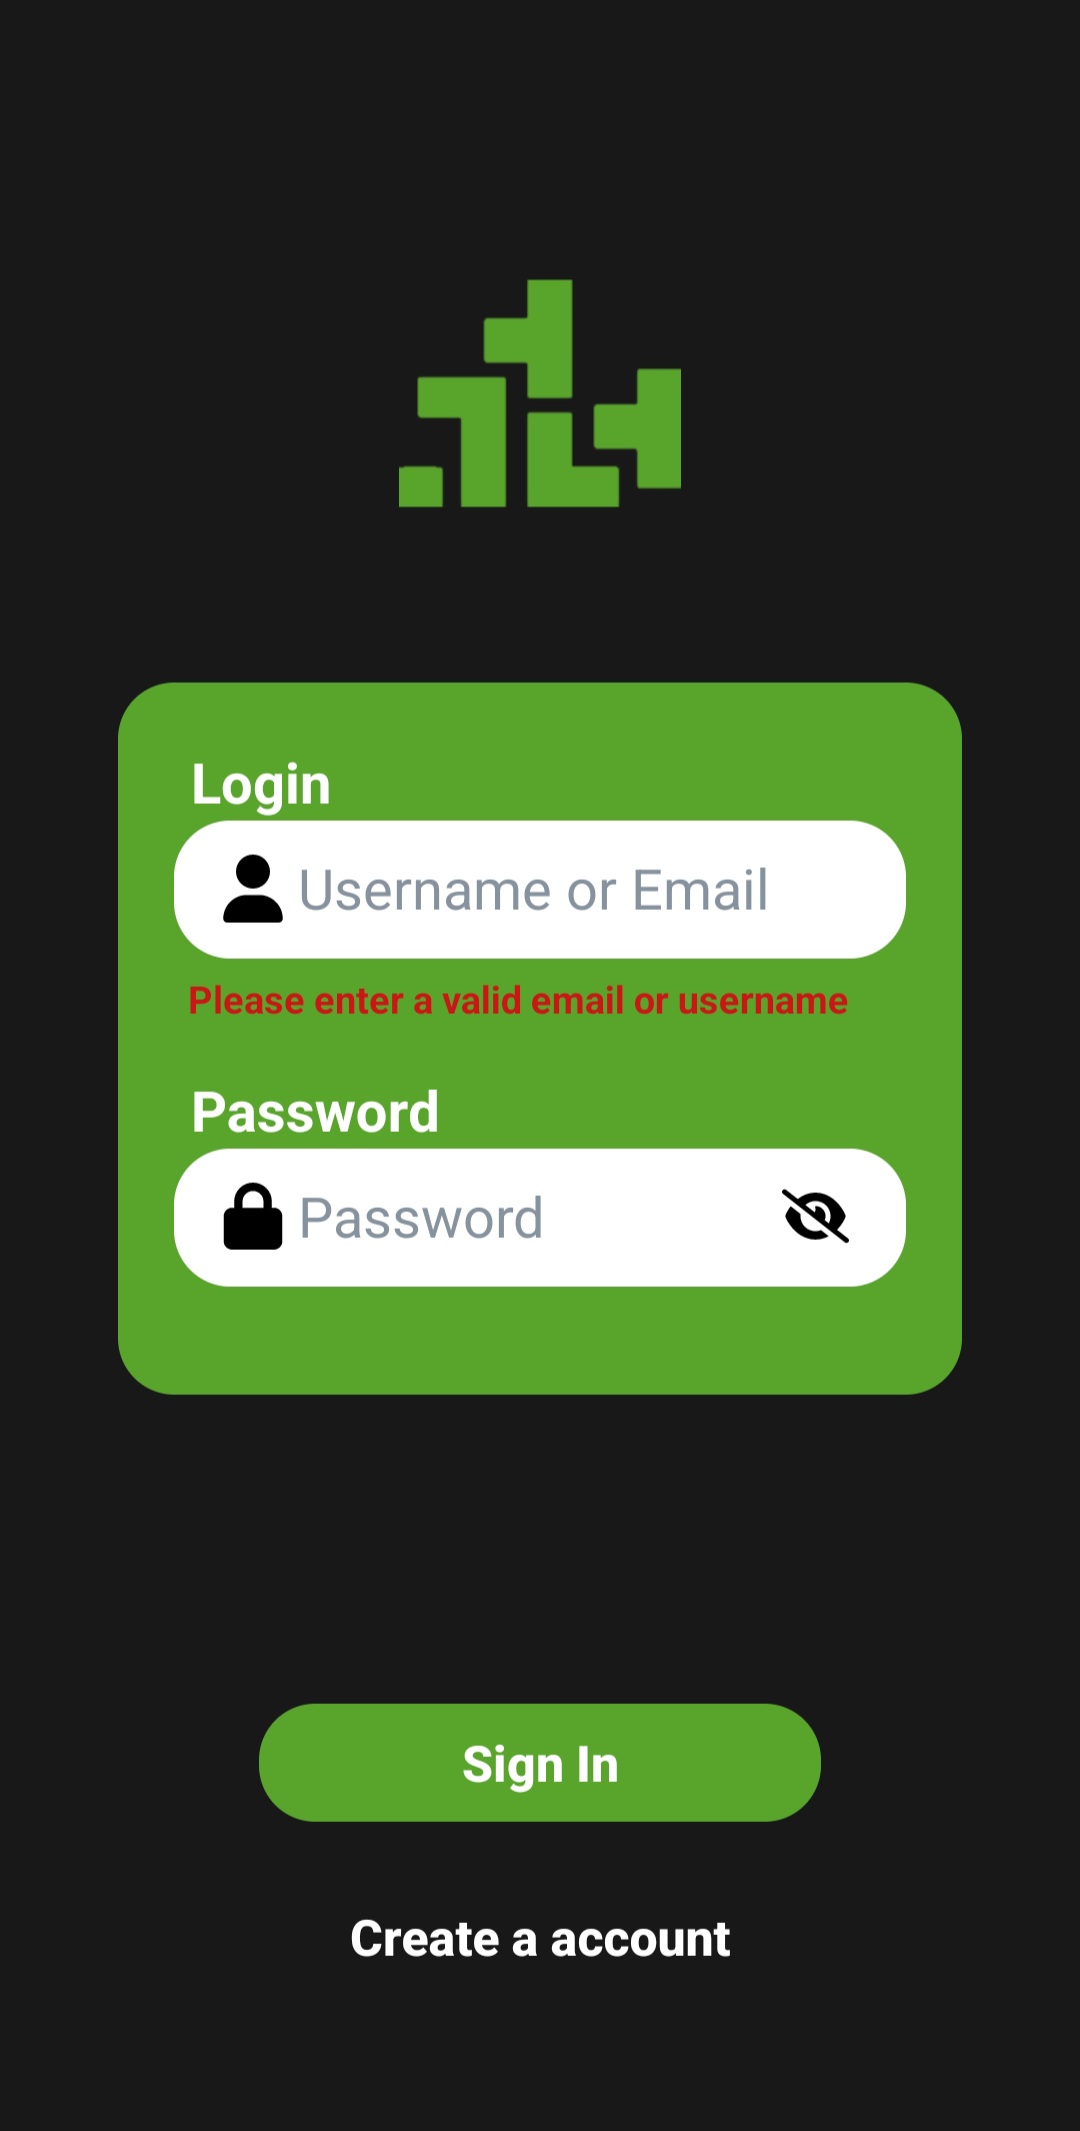 Login
Username or Email
Please enter a valid email or username
Password
Password
Sign In
Create a account